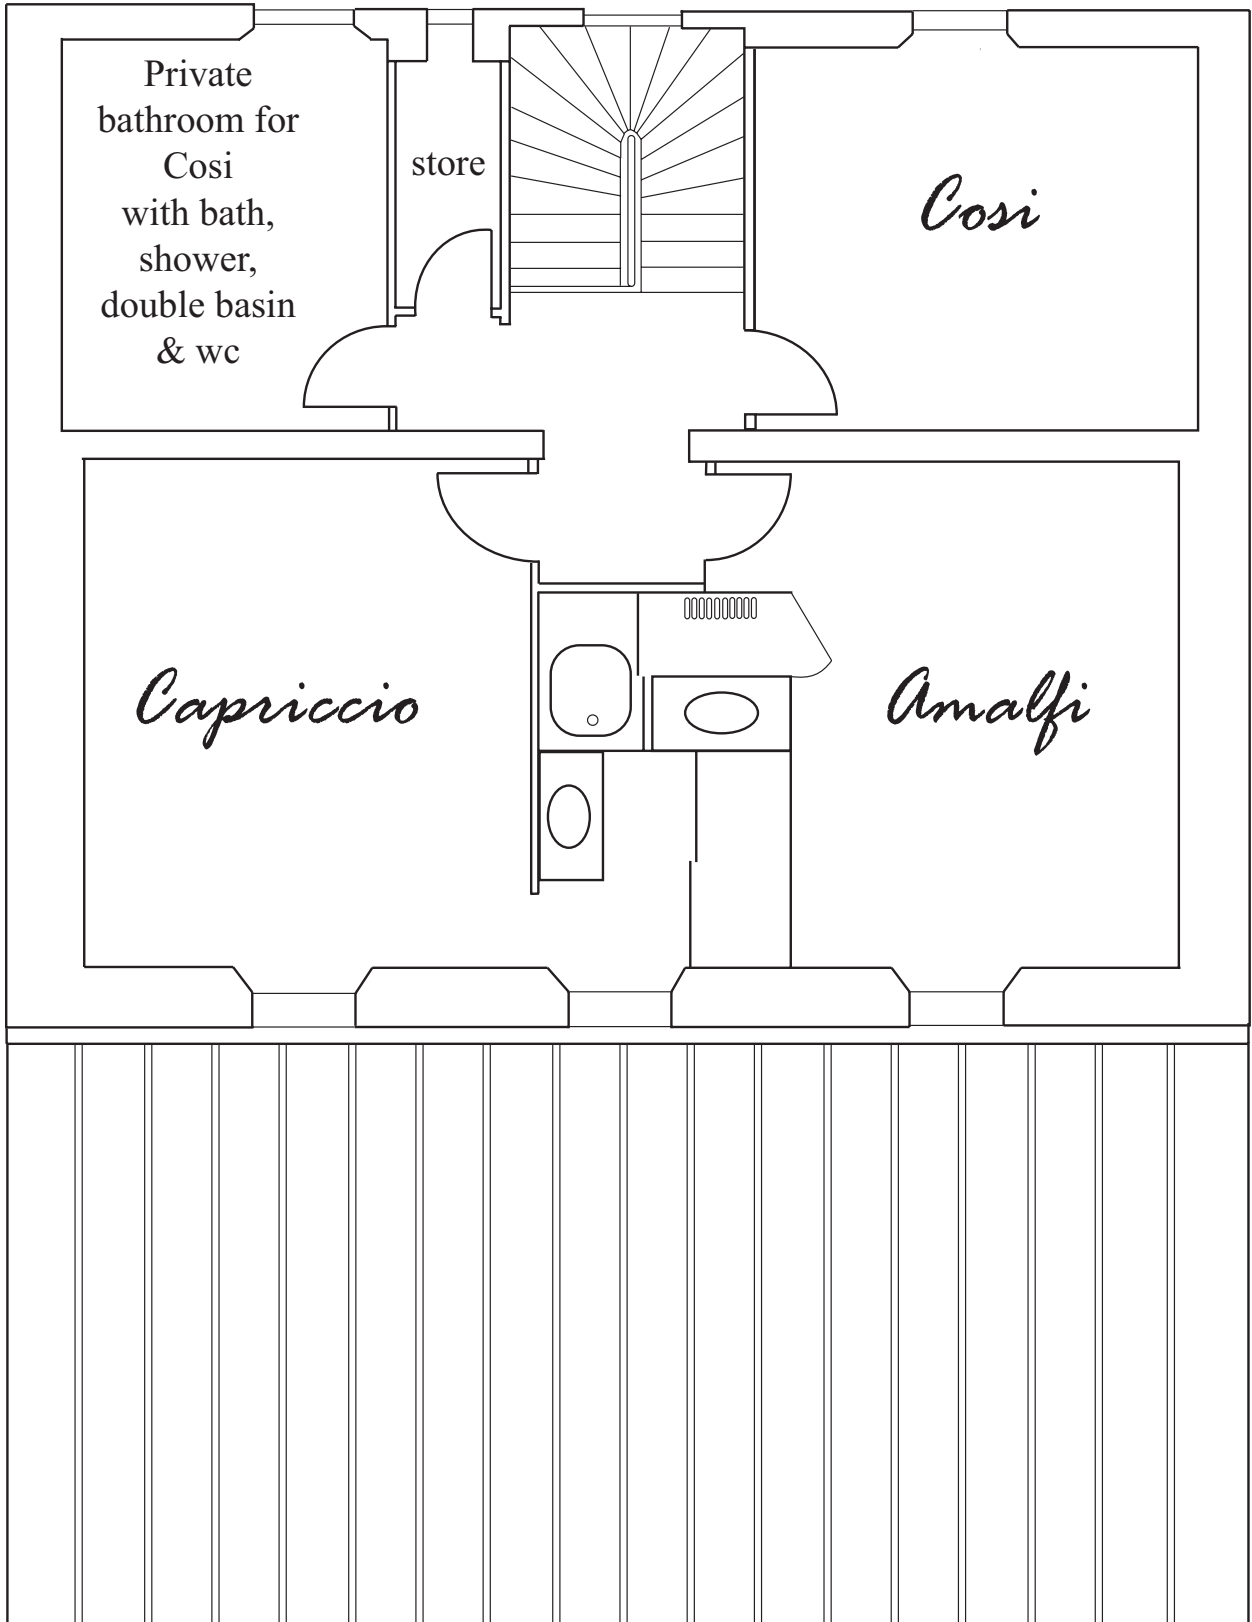 Private
bathroom for
Cosi
with bath,
shower,
double basin
& wc
store
Cosi
Capriccio
Amalfi